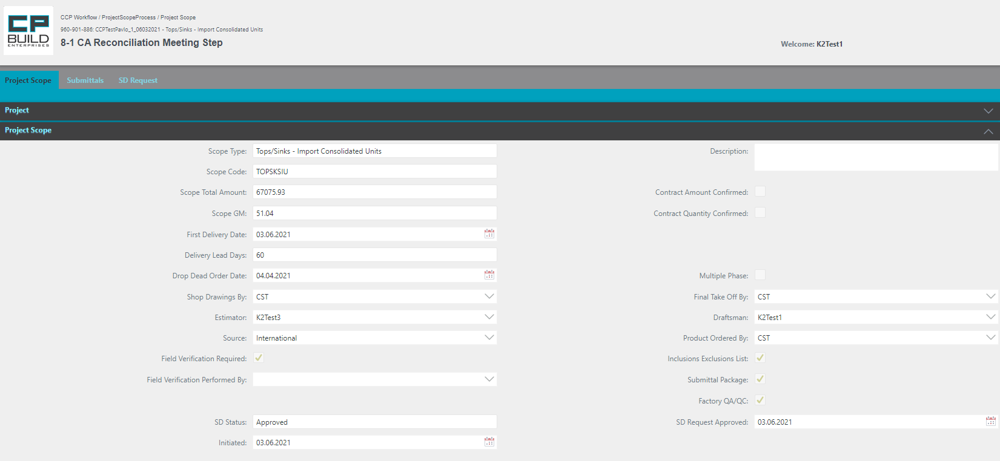 CP
BUILD
ENTERPRISES
CCP Workflow / ProjectScopeProcess / Project Scope
960-901-886: CCPTestPavlo_1_06032021 - Tops/Sinks - Import Consolidated Units
8-1 CA Reconciliation Meeting Step
Welcome: K2Test1
Project Scope Submittals SD Request
Project
Project Scope
Scope Type: Tops/Sinks - Import Consolidated Units Description:
Scope Code: TOPSKSIU
Scope Total Amount: 67075.93 Contract Amount Confirmed:
Scope GM: 51.04 Contract Quantity Confirmed:
First Delivery Date: 03.06.2021
Delivery Lead Days: 60
Drop Dead Order Date: 04.04.2021 Multiple Phase:
Shop Drawings By: CST Final Take Off By: CST
Estimator: K2Test3 Draftsman: K2Test1
Source: International Product Ordered By: CST
Field Verification Required: Inclusions Exclusions List:
Field Verification Performed By: Submittal Package:
Factory QA/QC:
SD Status: Approved SD Request Approved: 03.06.2021
Initiated: 03.06.2021